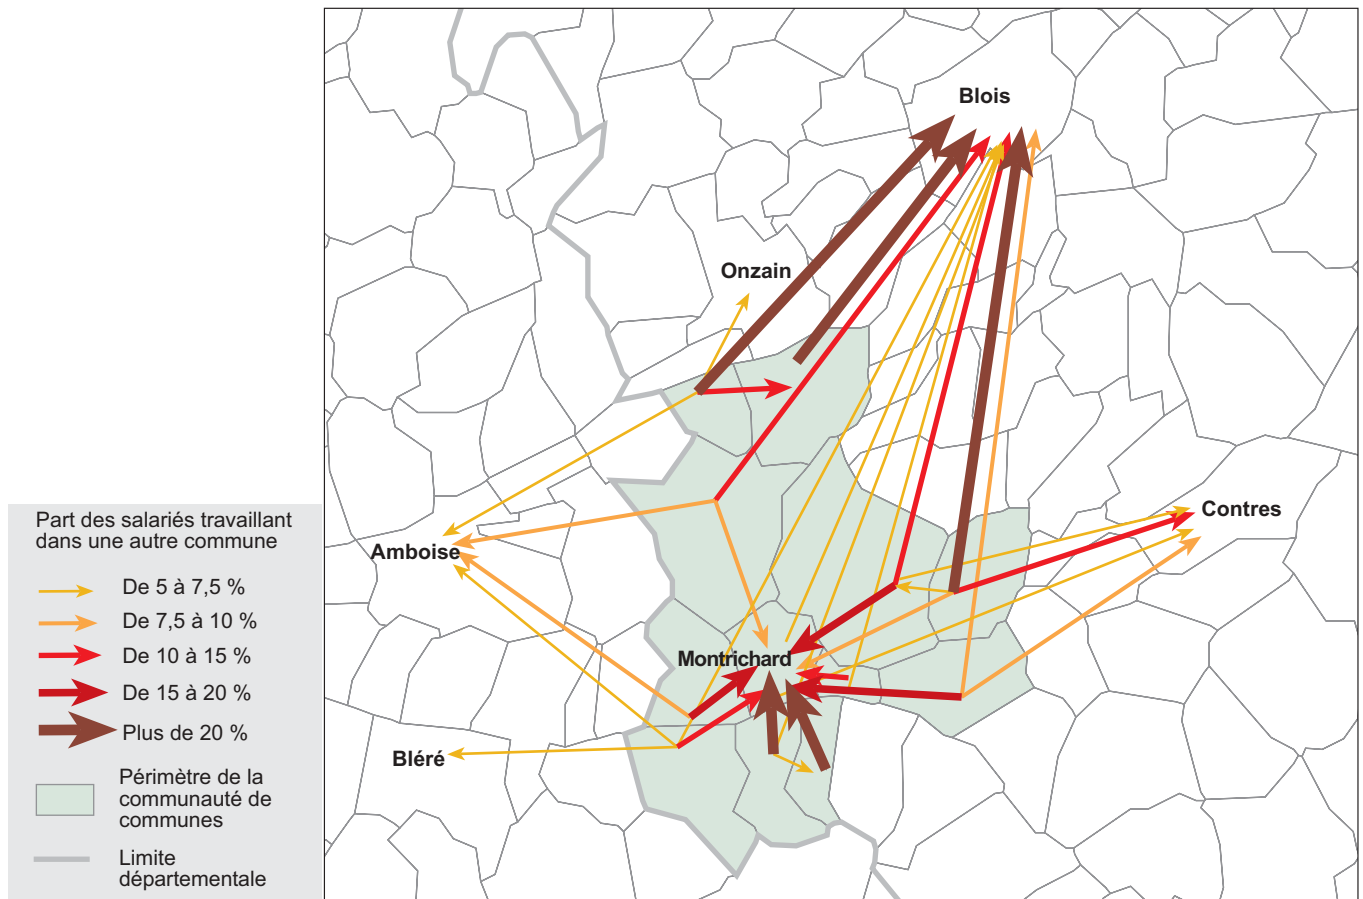 Blois
Onzain
Contres
Amboise
Montrichard
Bléré
Part des salariés travaillant
dans une autre commune
De 5 à 7,5 %
De 7,5 à 10 %
De 10 à 15 %
De 15 à 20 %
Plus de 20 %
Périmètre de la
communauté de
communes
Limite
départementale